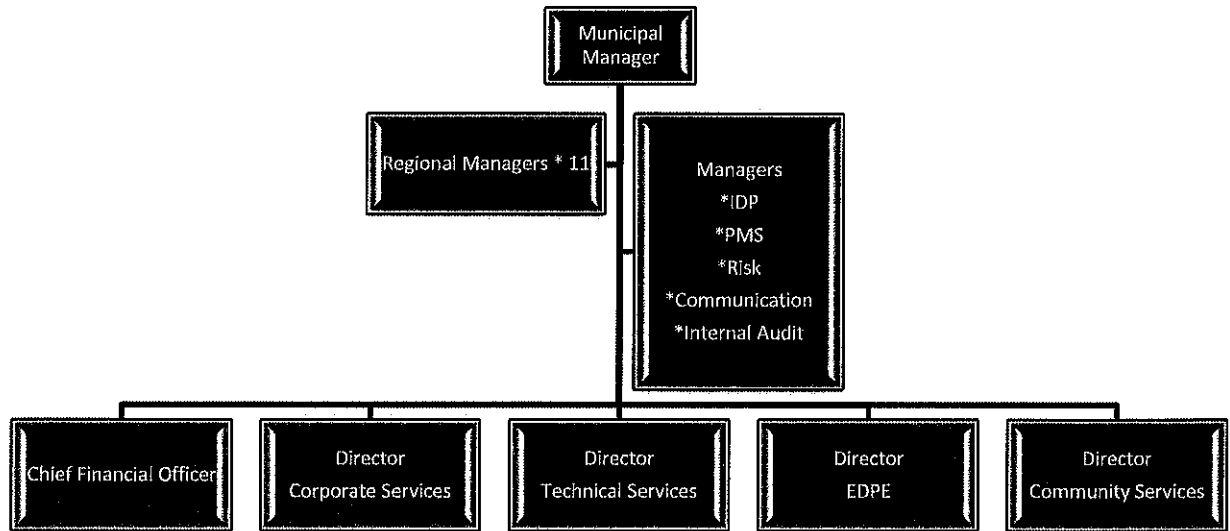 Municipal
Manager
Regional Managers * 11
Managers
*IDP
*PMS
*Risk
*Communication
*Internal Audit
Chief Financial Officer
Director
Corporate Services
Director
Technical Services
Director
EDPE
Director
Community Services